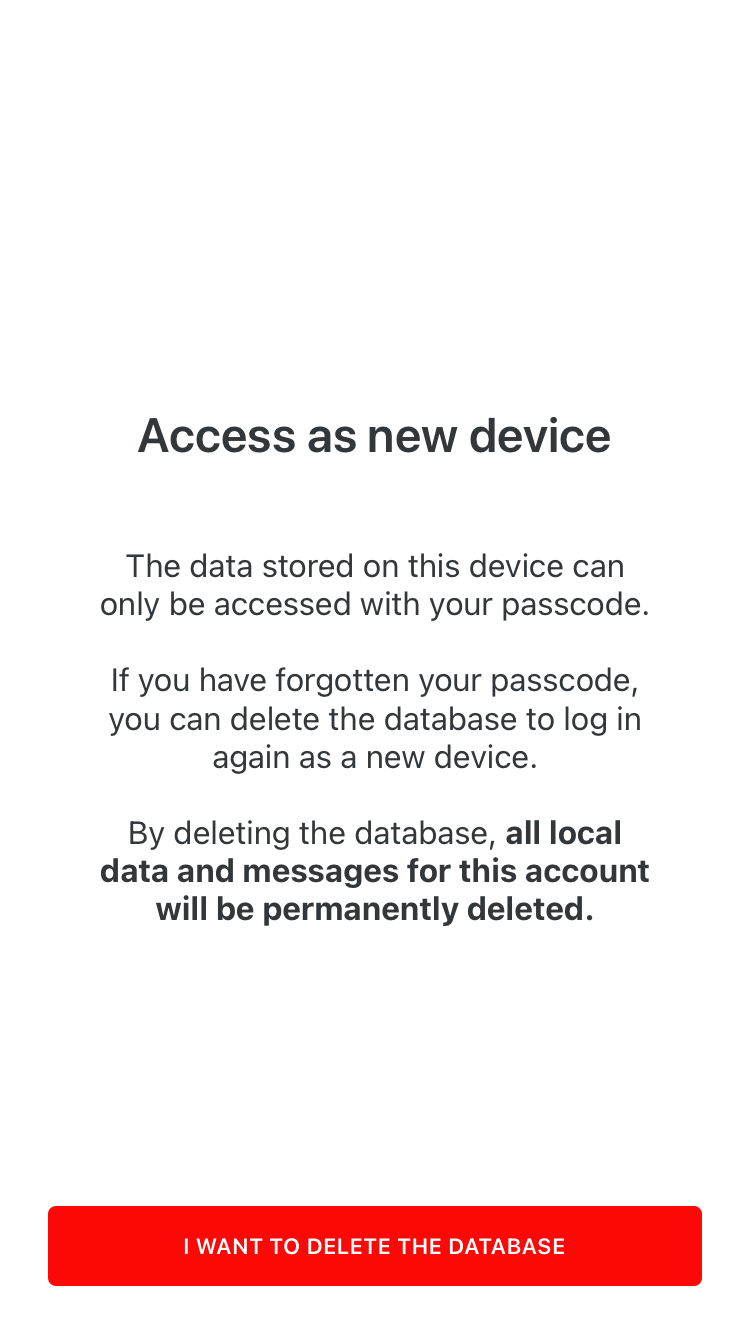 Access as new device
The data stored on this device can
only be accessed with your passcode.
If you have forgotten your passcode,
you can delete the database to log in
again as a new device.
By deleting the database, all local
data and messages for this account
will be permanently deleted.
I WANT TO DELETE THE DATABASE